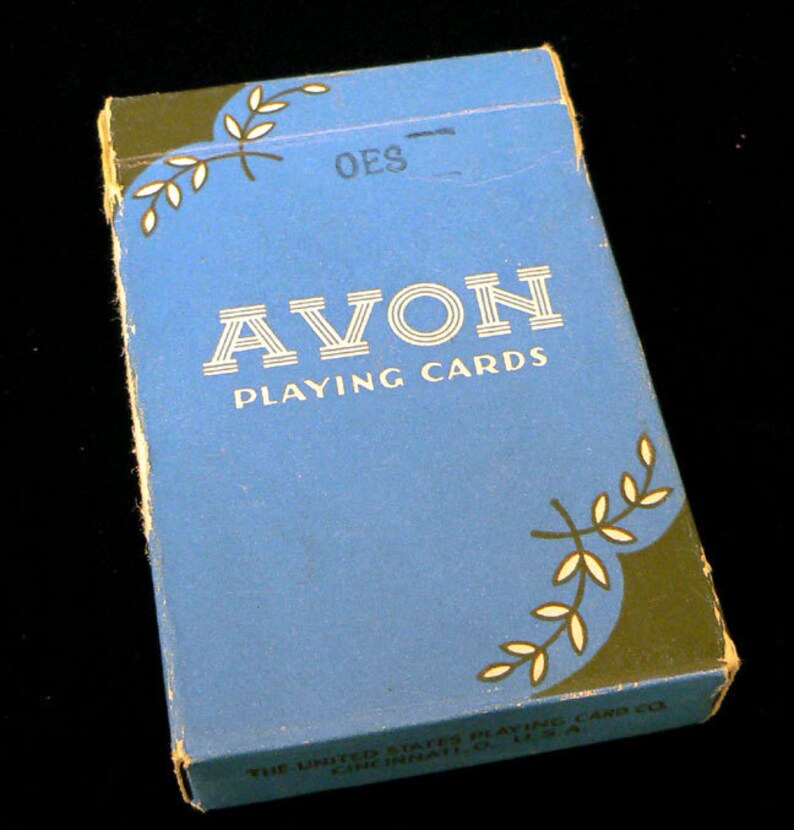 OES
AVON
PLAYING CARDS
THE UNITED STATES PLAYING CARD CO.
CINCINNATI, O. U.S.A.